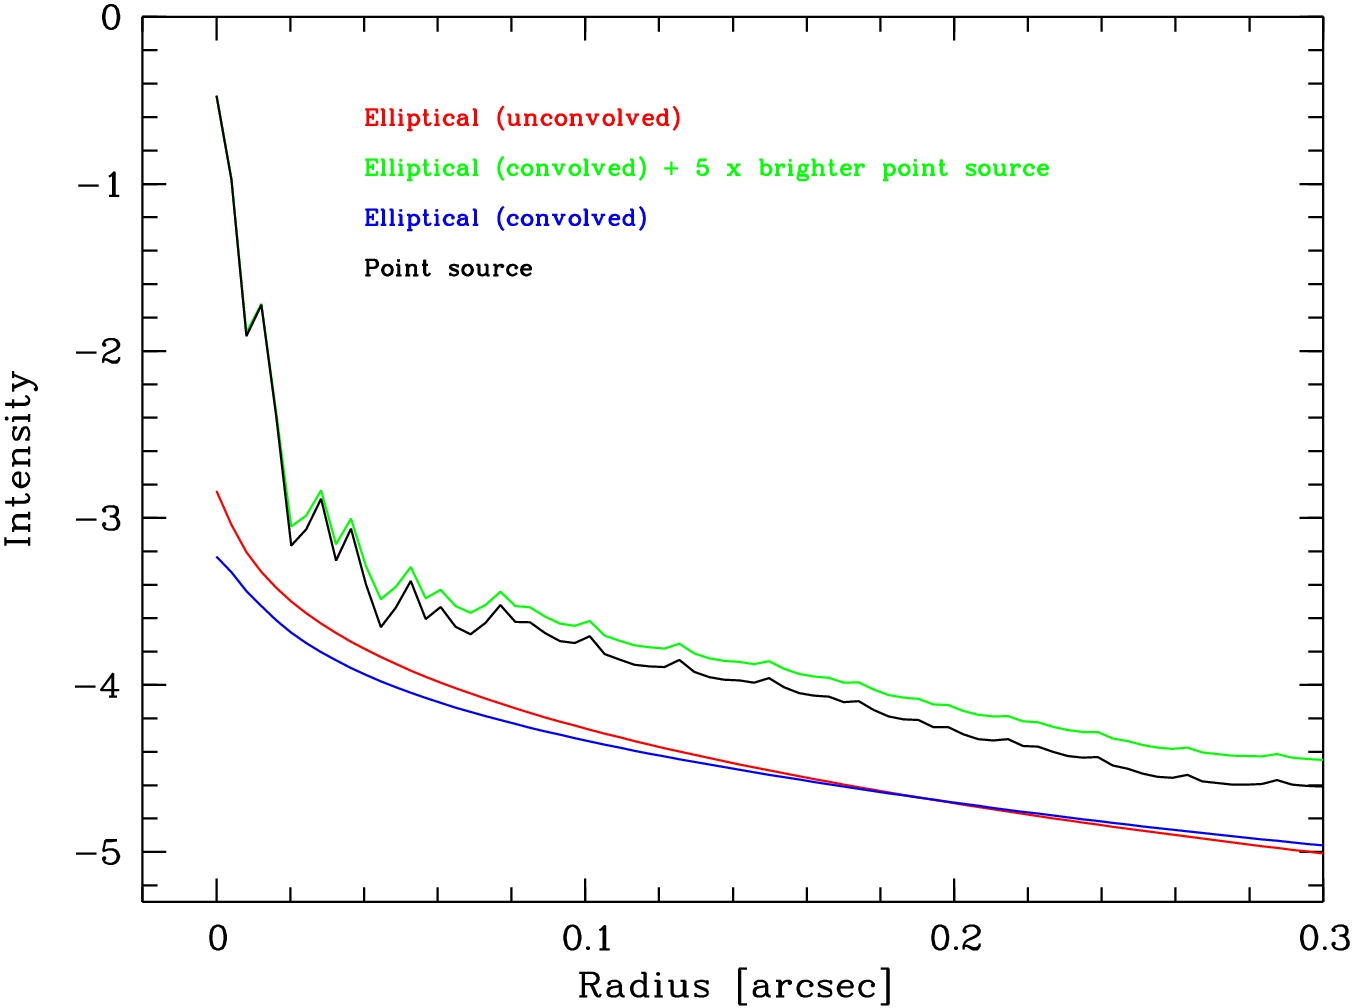 0
Elliptical (unconvolved)
Elliptical (convolved) + 5 x brighter point source
−1
Elliptical (convolved)
Point source
−2
Intensity
−3
−4
−5
0 0.1 0.2 0.3
Radius [arcsec]